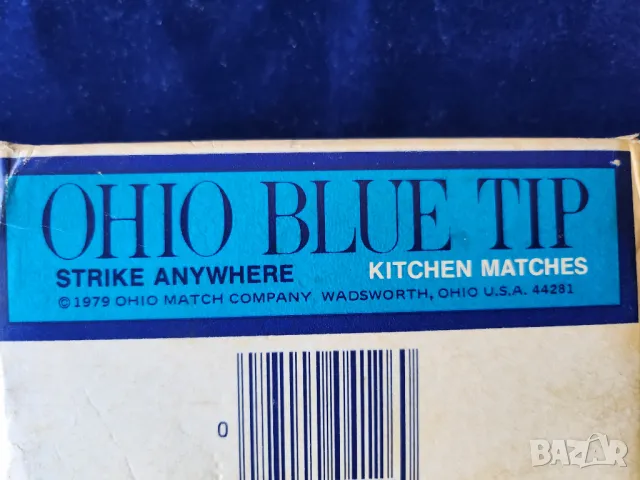 OHIO BLUE TIP
STRIKE ANYWHERE KITCHEN MATCHES
©1979 OHIO MATCH COMPANY WADSWORTH, OHIO U.S.A. 44281
0
BAZAR